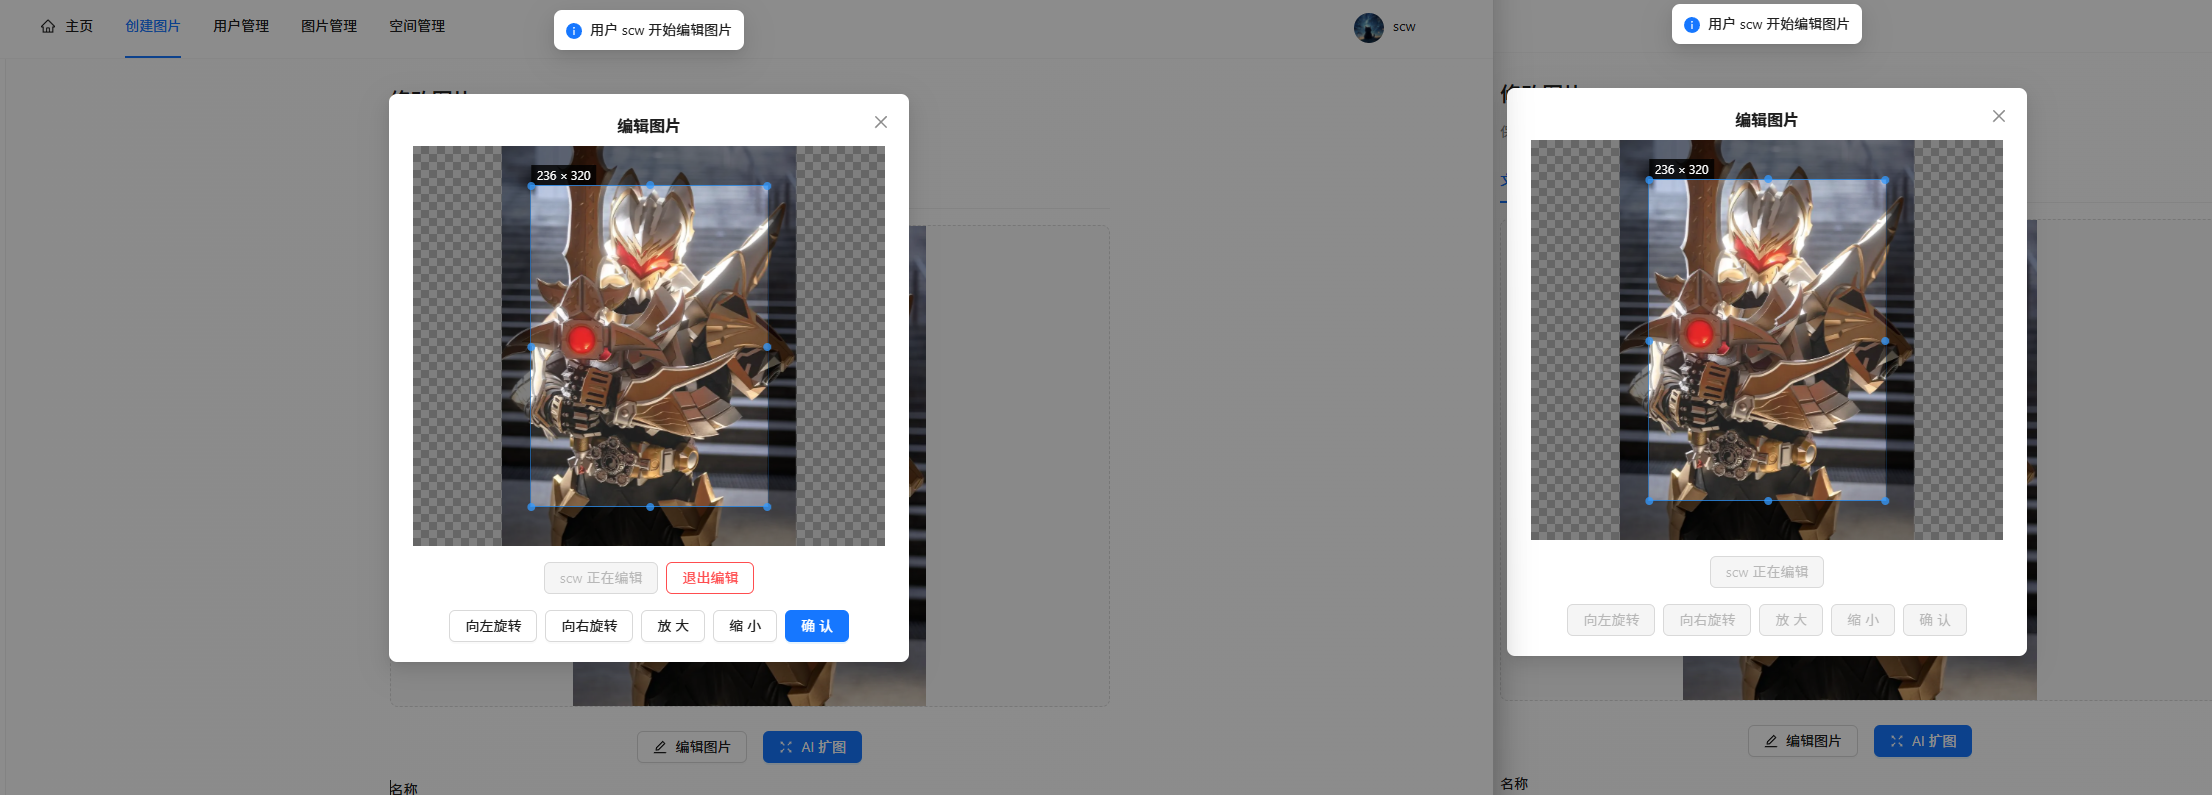 主页 创建图片 用户管理 图片管理 空间管理
用户 scw 开始编辑图片
scw
编辑图片
236 × 320
scw 正在编辑 退出编辑
向左旋转 向右旋转 放 大 缩 小 确 认
编辑图片 AI 扩图
名称
用户 scw 开始编辑图片
编辑图片
236 × 320
scw 正在编辑
向左旋转 向右旋转 放 大 缩 小 确 认
编辑图片 AI 扩图
名称